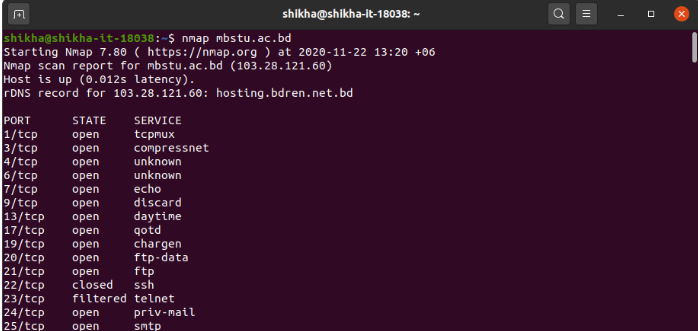 shikha@shikha-it-18038: ~
shikha@shikha-it-18038:~$ nmap mbstu.ac.bd
Starting Nmap 7.80 ( https://nmap.org ) at 2020-11-22 13:20 +06
Nmap scan report for mbstu.ac.bd (103.28.121.60)
Host is up (0.012s latency).
rDNS record for 103.28.121.60: hosting.bdren.net.bd
PORT STATE SERVICE
1/tcp open tcpmux
3/tcp open compressnet
4/tcp open unknown
6/tcp open unknown
7/tcp open echo
9/tcp open discard
13/tcp open daytime
17/tcp open qotd
19/tcp open chargen
20/tcp open ftp-data
21/tcp open ftp
22/tcp closed ssh
23/tcp filtered telnet
24/tcp open priv-mail
25/tcp open smtp